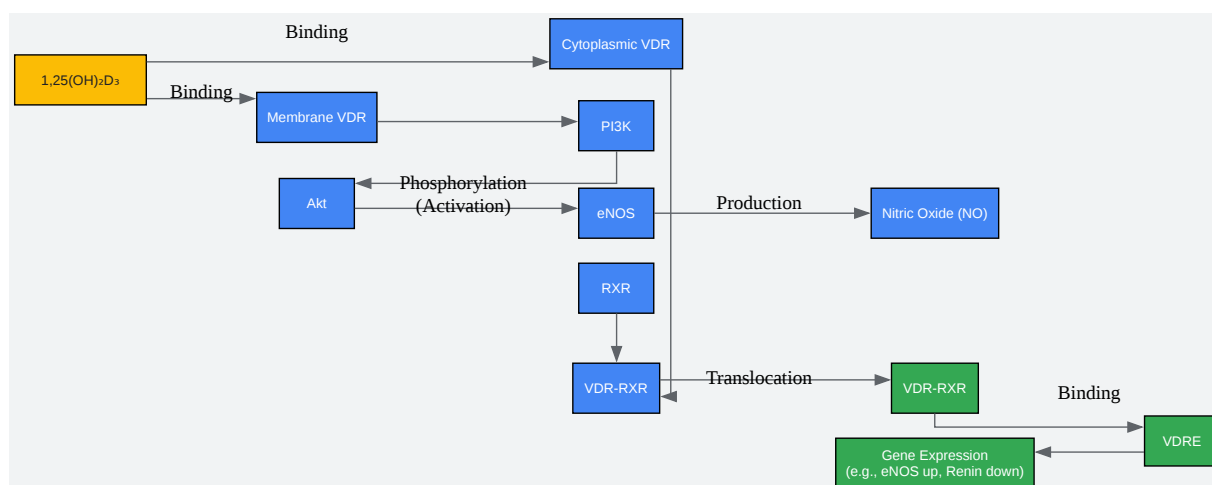 Binding
Cytoplasmic VDR
1,25(OH)₂D₃
Binding
Membrane VDR
PI3K
Phosphorylation
(Activation)
Akt
eNOS
Production
Nitric Oxide (NO)
RXR
VDR-RXR
Translocation
VDR-RXR
Binding
VDRE
Gene Expression
(e.g., eNOS up, Renin down)